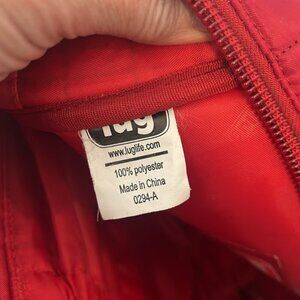 lug
www.luglife.com
100% polyester
Made in China
0294-A